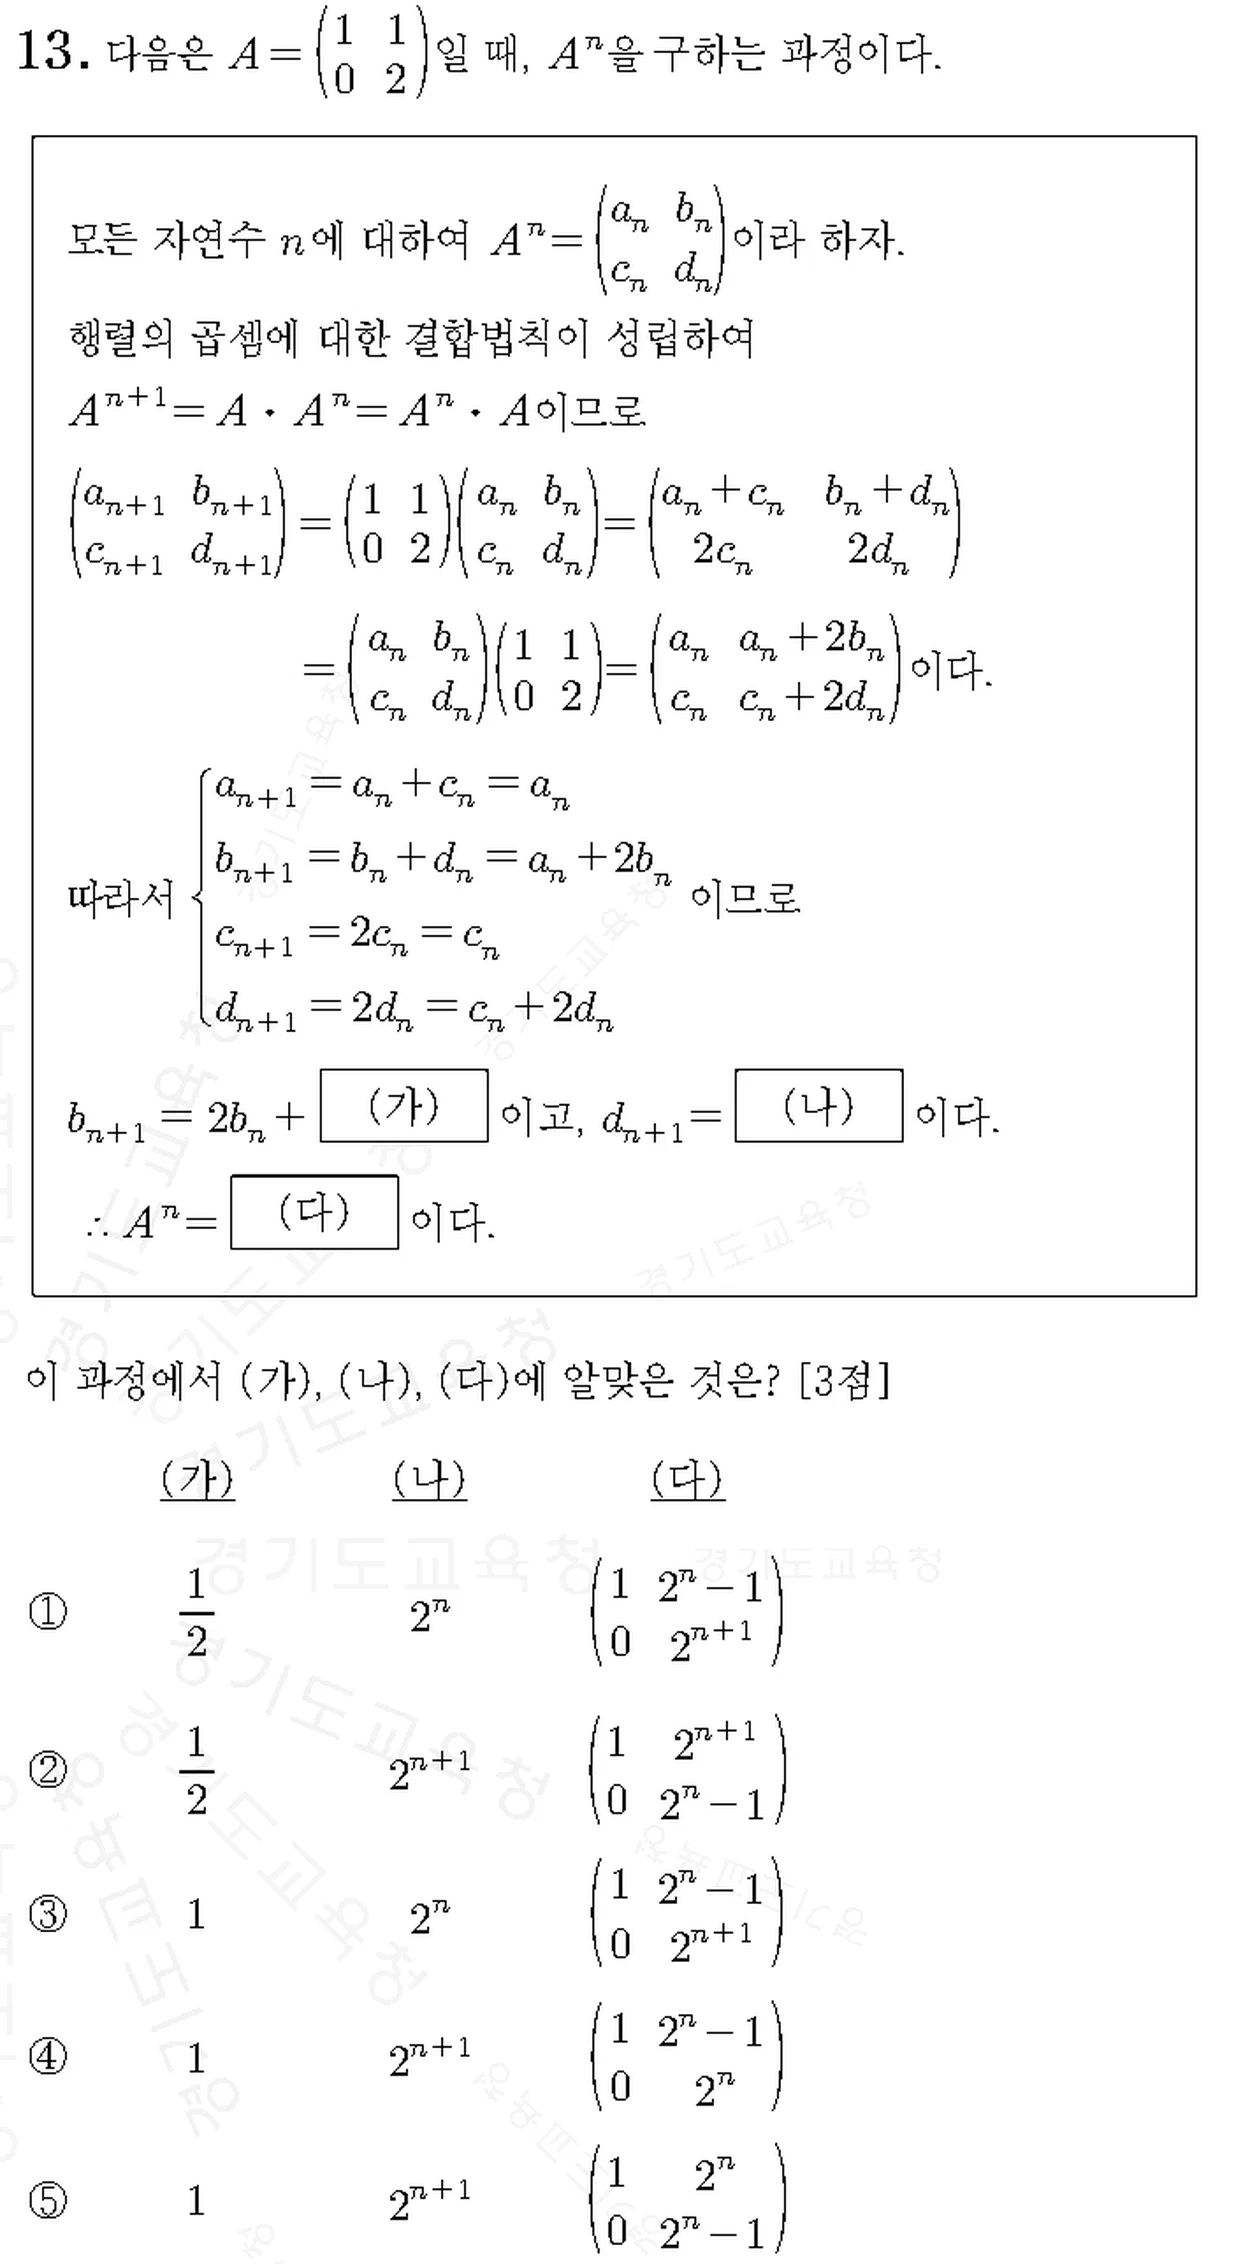 13. 다음은 A = (1 1; 0 2) 일 때, Aⁿ을 구하는 과정이다.
모든 자연수 n에 대하여 Aⁿ = (aₙ bₙ; cₙ dₙ) 이라 하자.
행렬의 곱셈에 대한 결합법칙이 성립하여
Aⁿ⁺¹ = A · Aⁿ = Aⁿ · A 이므로
(aₙ₊₁ bₙ₊₁; cₙ₊₁ dₙ₊₁) = (1 1; 0 2)(aₙ bₙ; cₙ dₙ) = (aₙ+cₙ bₙ+dₙ; 2cₙ 2dₙ)
= (aₙ bₙ; cₙ dₙ)(1 1; 0 2) = (aₙ aₙ+2bₙ; cₙ cₙ+2dₙ) 이다.
따라서 { aₙ₊₁ = aₙ + cₙ = aₙ
bₙ₊₁ = bₙ + dₙ = aₙ + 2bₙ
cₙ₊₁ = 2cₙ = cₙ
dₙ₊₁ = 2dₙ = cₙ + 2dₙ 이므로
bₙ₊₁ = 2bₙ + (가) 이고, dₙ₊₁ = (나) 이다.
∴ Aⁿ = (다) 이다.
이 과정에서 (가), (나), (다)에 알맞은 것은? [3점]
(가) (나) (다)
① 1/2 2ⁿ (1 2ⁿ−1; 0 2ⁿ⁺¹)
② 1/2 2ⁿ⁺¹ (1 2ⁿ⁺¹; 0 2ⁿ−1)
③ 1 2ⁿ (1 2ⁿ−1; 0 2ⁿ⁺¹)
④ 1 2ⁿ⁺¹ (1 2ⁿ−1; 0 2ⁿ)
⑤ 1 2ⁿ⁺¹ (1 2ⁿ; 0 2ⁿ−1)
경기도교육청